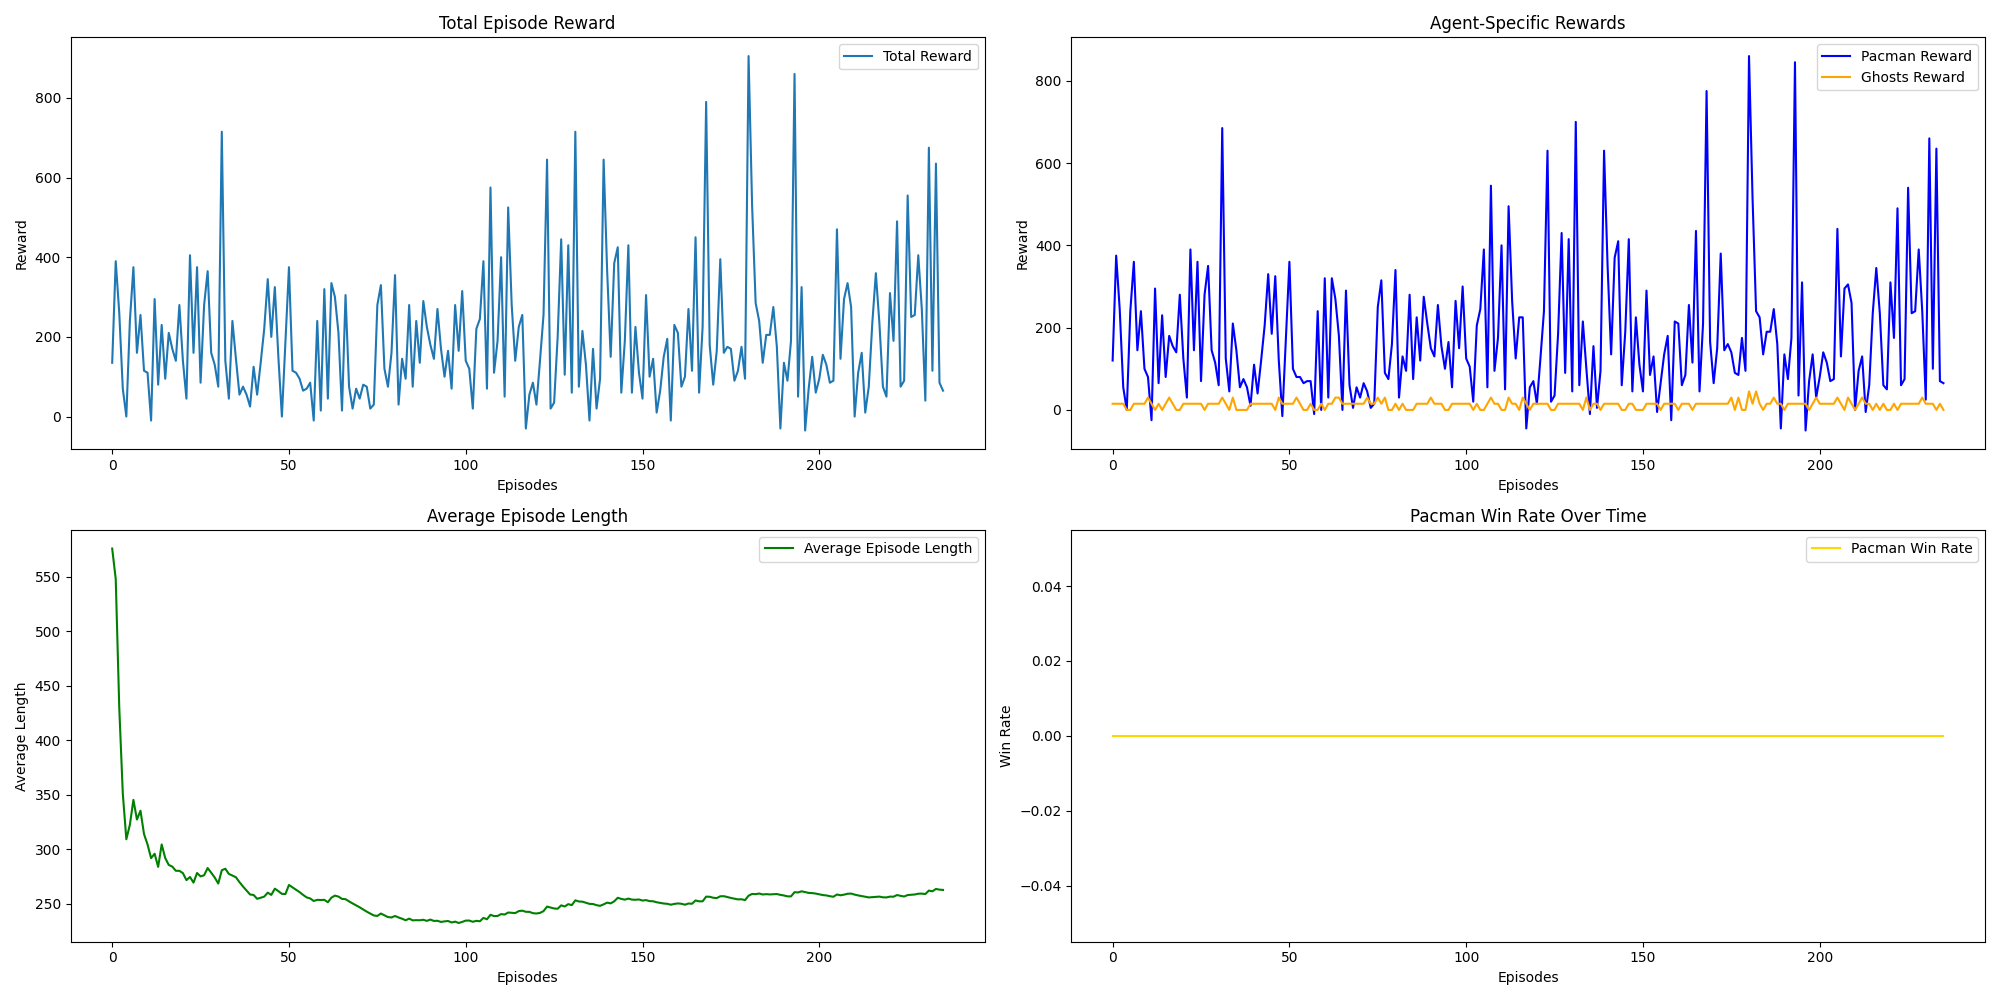 Total Episode Reward
Total Reward
Reward
800
600
400
200
0
0 50 100 150 200
Episodes
Agent-Specific Rewards
Pacman Reward
Ghosts Reward
Reward
800
600
400
200
0
0 50 100 150 200
Episodes
Average Episode Length
Average Episode Length
Average Length
550
500
450
400
350
300
250
0 50 100 150 200
Episodes
Pacman Win Rate Over Time
Pacman Win Rate
Win Rate
0.04
0.02
0.00
−0.02
−0.04
0 50 100 150 200
Episodes